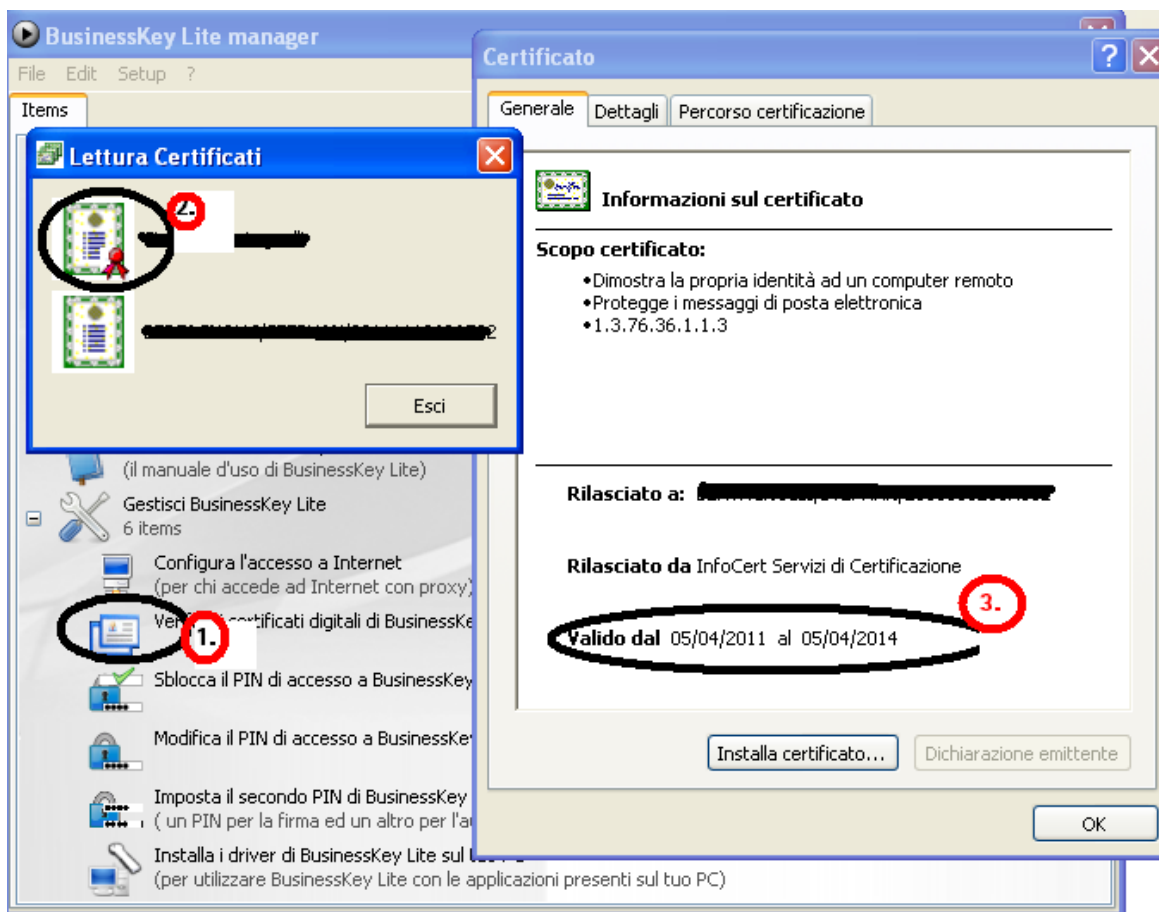 BusinessKey Lite manager
File Edit Setup ?
Items
Lettura Certificati
2.
2
Esci
(il manuale d'uso di BusinessKey Lite)
Gestisci BusinessKey Lite
6 items
Configura l'accesso a Internet
(per chi accede ad Internet con proxy)
certificati digitali di
1.
Sblocca il PIN di accesso a BusinessKey
Modifica il PIN di accesso a
Imposta il secondo PIN di BusinessKey
( un PIN per la firma ed un altro per
Installa i driver di BusinessKey Lite sul tuo PC
(per utilizzare BusinessKey Lite con le applicazioni presenti sul tuo PC)
Certificato
Generale Dettagli Percorso certificazione
Informazioni sul certificato
Scopo certificato:
•Dimostra la propria identità ad un computer remoto
•Protegge i messaggi di posta elettronica
•1.3.76.36.1.1.3
Rilasciato a:
Rilasciato da InfoCert Servizi di Certificazione
3.
Valido dal 05/04/2011 al 05/04/2014
Installa certificato... Dichiarazione emittente
OK